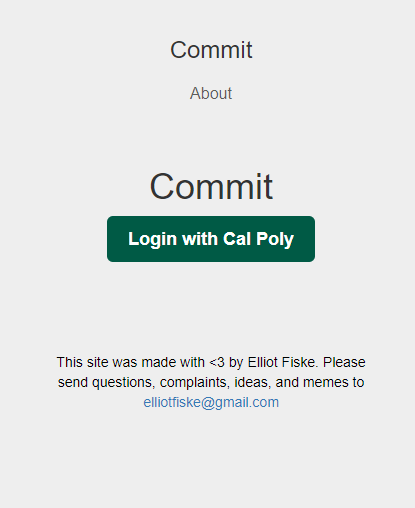 Commit
About
Commit
Login with Cal Poly
This site was made with <3 by Elliot Fiske. Please
send questions, complaints, ideas, and memes to
elliotfiske@gmail.com